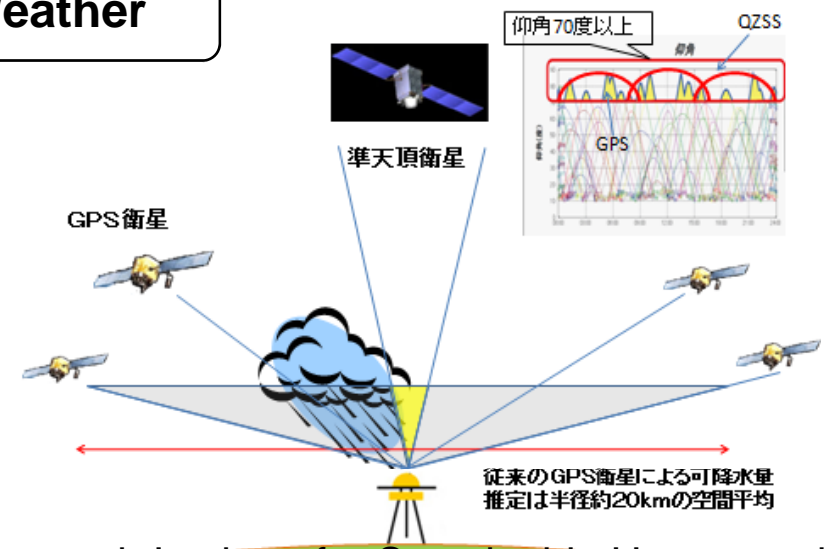 eather
仰角70度以上
QZSS
仰角
GPS
準天頂衛星
GPS衛星
従来のGPS衛星による可降水量
推定は半径約20kmの空間平均